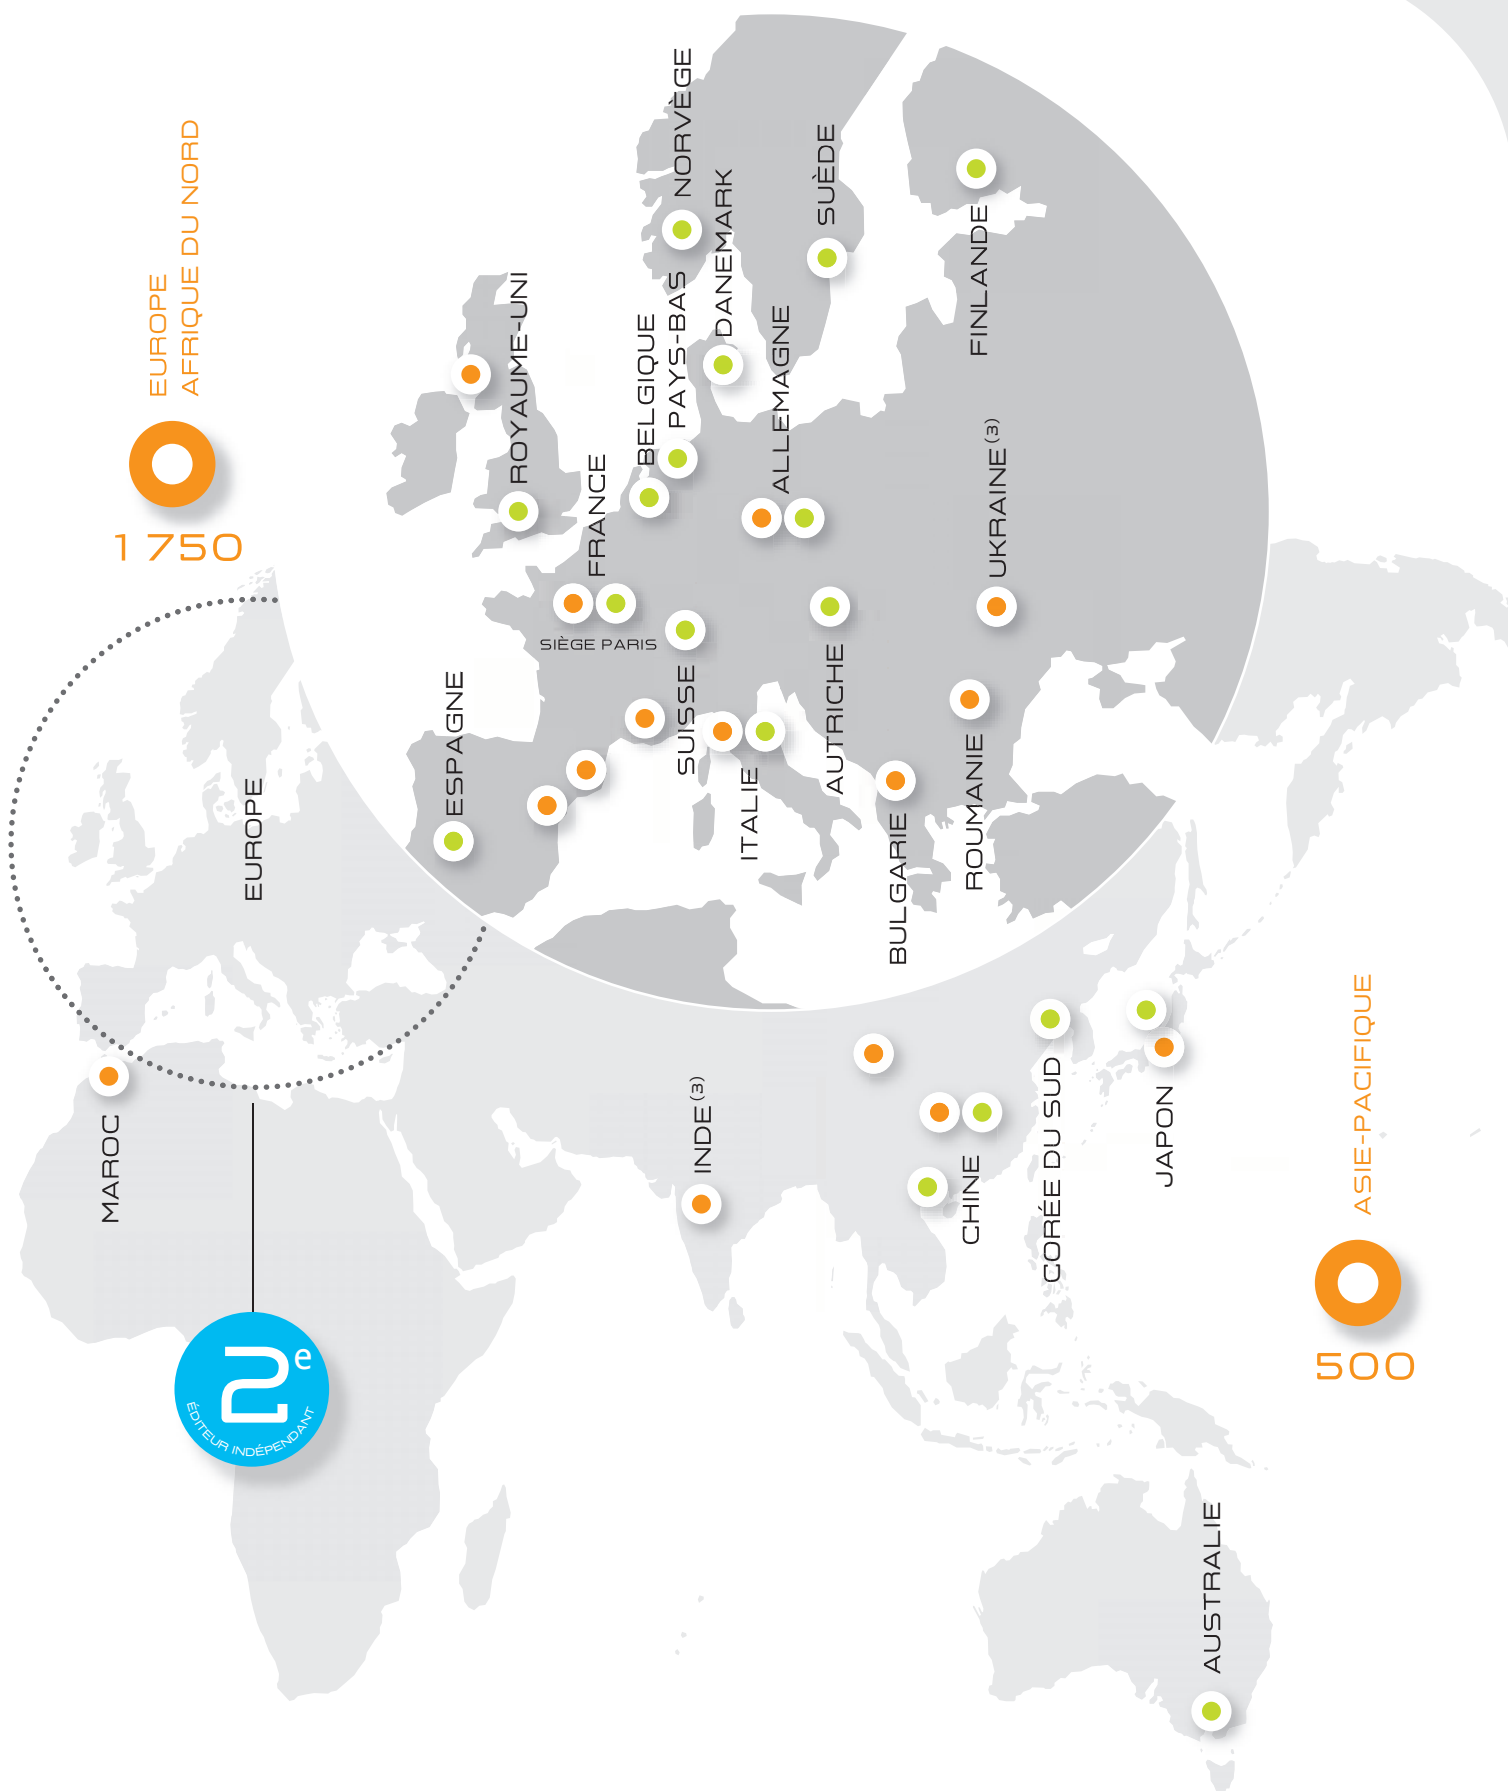 EUROPE
AFRIQUE DU NORD
1 750
NORVÈGE
SUÈDE
FINLANDE
DANEMARK
ROYAUME-UNI
PAYS-BAS
BELGIQUE
ALLEMAGNE
FRANCE
UKRAINE (3)
SIÈGE PARIS
SUISSE
AUTRICHE
ESPAGNE
ITALIE
ROUMANIE
BULGARIE
EUROPE
MAROC
INDE (3)
CHINE
CORÉE DU SUD
JAPON
ASIE-PACIFIQUE
500
2e
ÉDITEUR INDÉPENDANT
AUSTRALIE